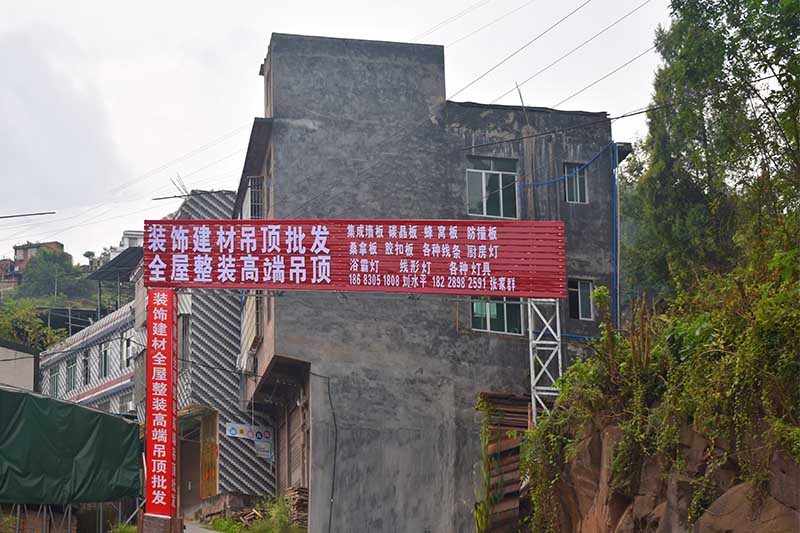 装饰建材吊顶批发
全屋整装高端吊顶
集成墙板 碳晶板 蜂窝板 防撞板
桑拿板 胶扣板 各种线条 厨房灯
浴霸灯 线形灯 各种灯具
186 8305 1808 刘水平 182 2898 2591 张家群
装饰建材全屋整装高端吊顶批发